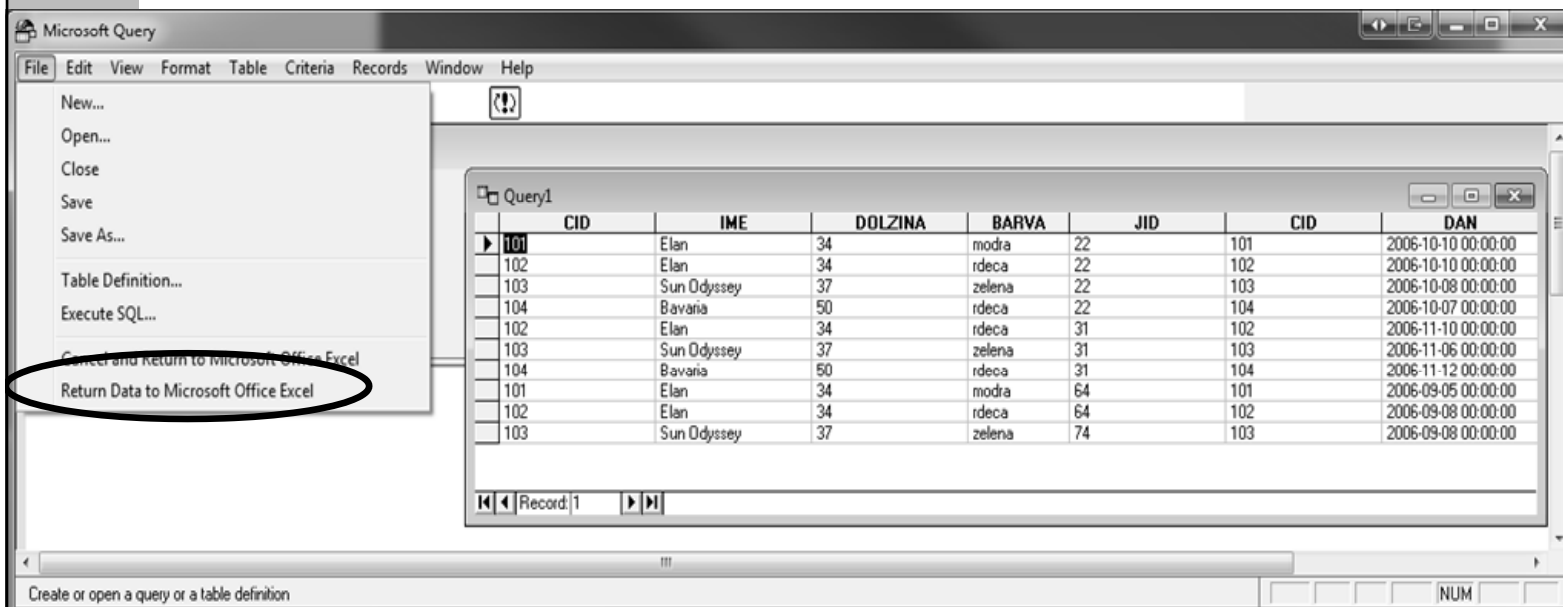 Microsoft Query
File Edit View Format Table Criteria Records Window Help
New...
Open...
Close
Save
Save As...
Table Definition...
Execute SQL...
Cancel and Return to Microsoft Office Excel
Return Data to Microsoft Office Excel
Query1
CID IME DOLZINA BARVA JID CID DAN
101 Elan 34 modra 22 101 2006-10-10 00:00:00
102 Elan 34 rdeca 22 102 2006-10-10 00:00:00
103 Sun Odyssey 37 zelena 22 103 2006-10-08 00:00:00
104 Bavaria 50 rdeca 22 104 2006-10-07 00:00:00
102 Elan 34 rdeca 31 102 2006-11-10 00:00:00
103 Sun Odyssey 37 zelena 31 103 2006-11-06 00:00:00
104 Bavaria 50 rdeca 31 104 2006-11-12 00:00:00
101 Elan 34 modra 64 101 2006-09-05 00:00:00
102 Elan 34 rdeca 64 102 2006-09-08 00:00:00
103 Sun Odyssey 37 zelena 74 103 2006-09-08 00:00:00
Record: 1
Create or open a query or a table definition
NUM